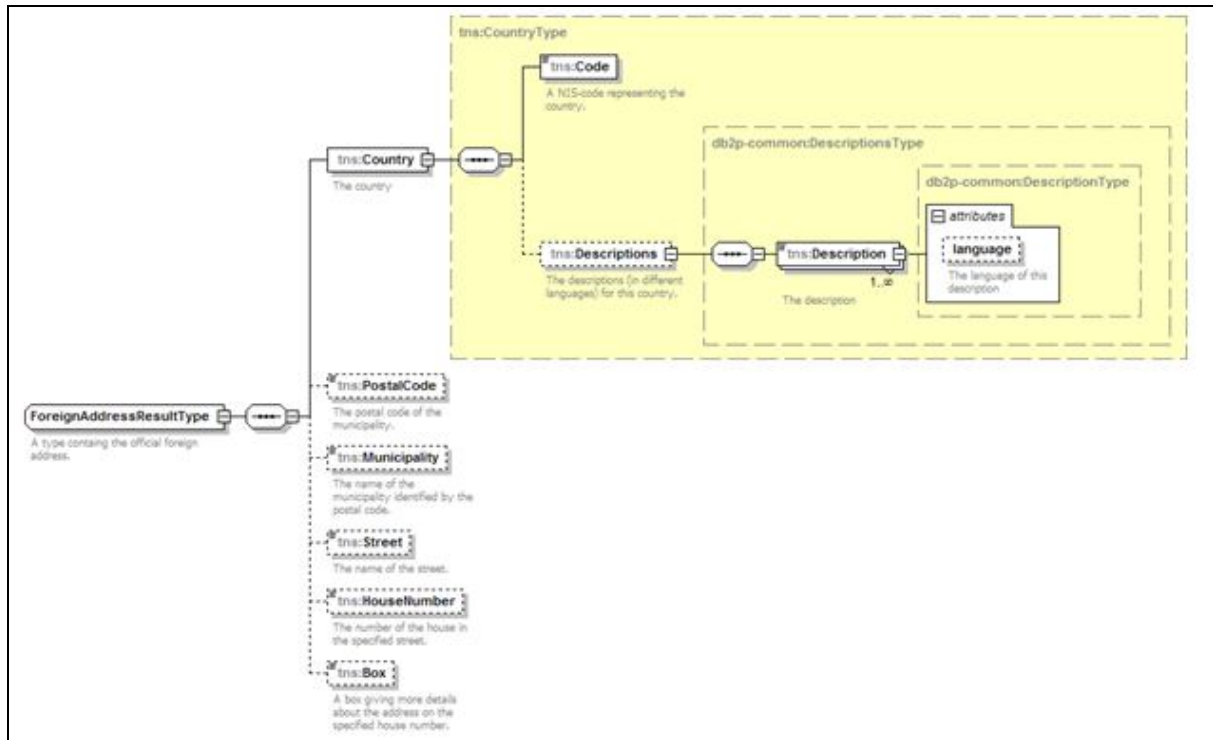 tns:CountryType
tns:Code
A NIS-code representing the
country.
db2p-common:DescriptionsType
db2p-common:DescriptionType
attributes
tns:Country
The country
language
tns:Descriptions
tns:Description
The language of this
description
The descriptions (in different
languages) for this country.
1..∞
The description
tns:PostalCode
The postal code of the
municipality.
ForeignAddressResultType
A type containg the official foreign
address.
tns:Municipality
The name of the
municipality identified by the
postal code.
tns:Street
The name of the street.
tns:HouseNumber
The number of the house in
the specified street.
tns:Box
A box giving more details
about the address on the
specified house number.